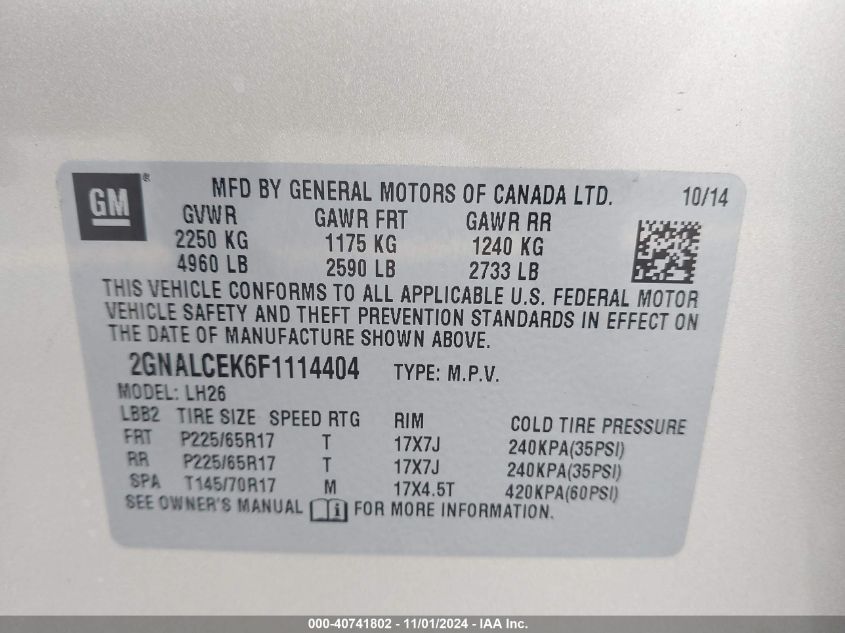 GM ® MFD BY GENERAL MOTORS OF CANADA LTD. 10/14
GVWR GAWR FRT GAWR RR
2250 KG 1175 KG 1240 KG
4960 LB 2590 LB 2733 LB
THIS VEHICLE CONFORMS TO ALL APPLICABLE U.S. FEDERAL MOTOR
VEHICLE SAFETY AND THEFT PREVENTION STANDARDS IN EFFECT ON
THE DATE OF MANUFACTURE SHOWN ABOVE.
2GNALCEK6F1114404 TYPE: M.P.V.
MODEL: LH26
LBB2 TIRE SIZE SPEED RTG RIM COLD TIRE PRESSURE
FRT P225/65R17 T 17X7J 240KPA(35PSI)
RR P225/65R17 T 17X7J 240KPA(35PSI)
SPA T145/70R17 M 17X4.5T 420KPA(60PSI)
SEE OWNER'S MANUAL i FOR MORE INFORMATION.
000-40741802 - 11/01/2024 - IAA Inc.